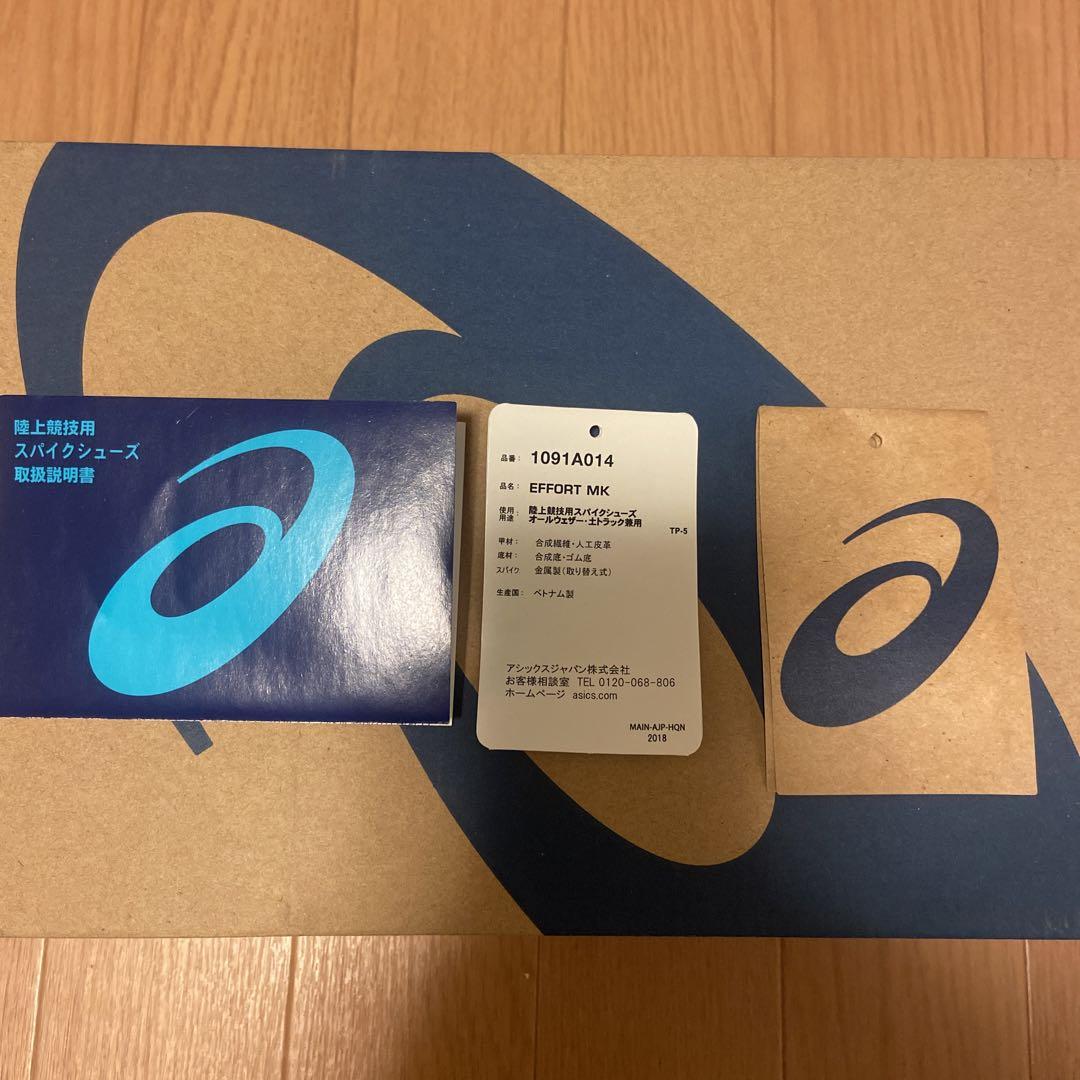 陸上競技用
スパイクシューズ
取扱説明書
品番： 1091A014
品名： EFFORT MK
使用用途： 陸上競技用スパイクシューズ
オールウェザー・土トラック兼用
TP-5
甲材： 合成繊維・人工皮革
底材： 合成底・ゴム底
スパイク： 金属製（取り替え式）
生産国： ベトナム製
アシックスジャパン株式会社
お客様相談室 TEL 0120-068-806
ホームページ asics.com
MAIN-AJP-HQN
2018